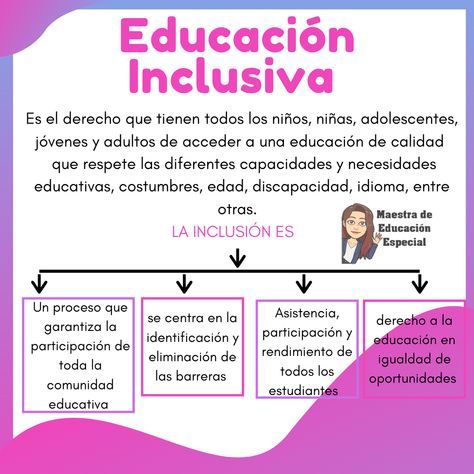 Educación
Inclusiva
Es el derecho que tienen todos los niños, niñas, adolescentes,
jóvenes y adultos de acceder a una educación de calidad
que respete las diferentes capacidades y necesidades
educativas, costumbres, edad, discapacidad, idioma, entre
otras.
Maestra de
Educación
Especial
LA INCLUSIÓN ES
Un proceso que
garantiza la
participación de
toda la
comunidad
educativa
se centra en la
identificación y
eliminación de
las barreras
Asistencia,
participación y
rendimiento de
todos los
estudiantes
derecho a la
educación en
igualdad de
oportunidades